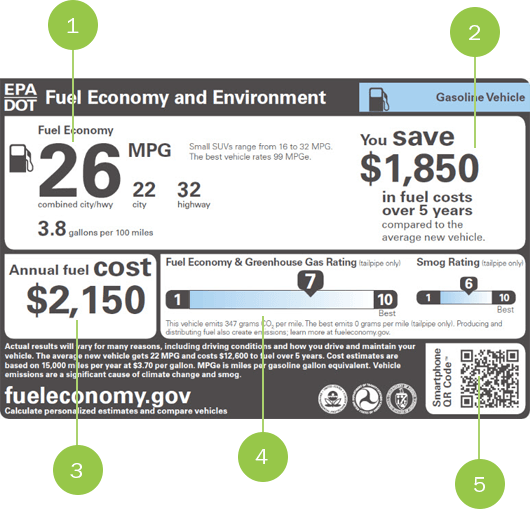 1
2
EPA
DOT
Fuel Economy and Environment
Gasoline Vehicle
Fuel Economy
26 MPG
combined city/hwy
22
city
32
highway
3.8 gallons per 100 miles
Small SUVs range from 16 to 32 MPG.
The best vehicle rates 99 MPGe.
You save
$1,850
in fuel costs
over 5 years
compared to the
average new vehicle.
Annual fuel cost
$2,150
Fuel Economy & Greenhouse Gas Rating (tailpipe only)
7
1
10
Best
Smog Rating (tailpipe only)
6
1
10
Best
This vehicle emits 347 grams CO₂ per mile. The best emits 0 grams per mile (tailpipe only). Producing and
distributing fuel also create emissions; learn more at fueleconomy.gov.
Actual results will vary for many reasons, including driving conditions and how you drive and maintain your
vehicle. The average new vehicle gets 22 MPG and costs $12,600 to fuel over 5 years. Cost estimates are
based on 15,000 miles per year at $3.70 per gallon. MPGe is miles per gasoline gallon equivalent. Vehicle
emissions are a significant cause of climate change and smog.
fueleconomy.gov
Calculate personalized estimates and compare vehicles
Smartphone
QR Code™
3
4
5